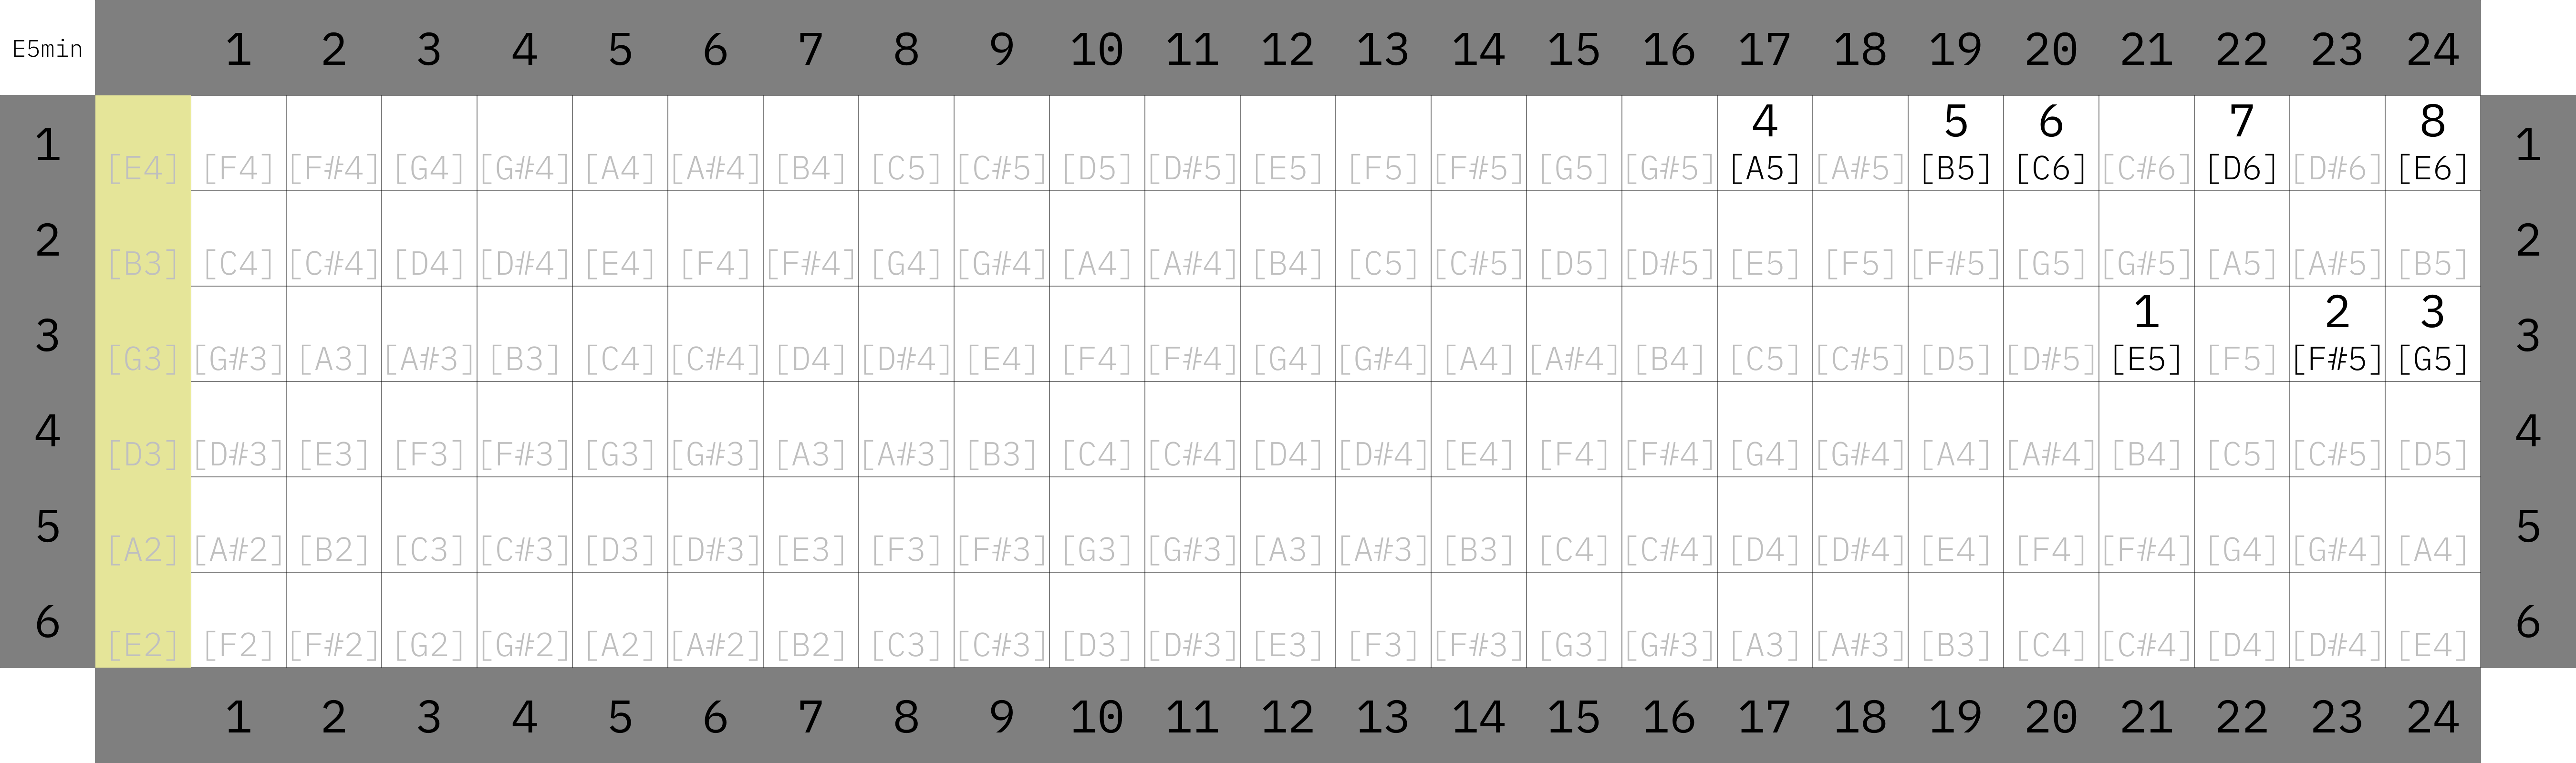 E5min 1 2 3 4 5 6 7 8 9 10 11 12 13 14 15 16 17 18 19 20 21 22 23 24
4 5 6 7 8
1 [E4] [F4] [F#4] [G4] [G#4] [A4] [A#4] [B4] [C5] [C#5] [D5] [D#5] [E5] [F5] [F#5] [G5] [G#5] [A5] [A#5] [B5] [C6] [C#6] [D6] [D#6] [E6] 1
2 [B3] [C4] [C#4] [D4] [D#4] [E4] [F4] [F#4] [G4] [G#4] [A4] [A#4] [B4] [C5] [C#5] [D5] [D#5] [E5] [F5] [F#5] [G5] [G#5] [A5] [A#5] [B5] 2
1 2 3
3 [G3] [G#3] [A3] [A#3] [B3] [C4] [C#4] [D4] [D#4] [E4] [F4] [F#4] [G4] [G#4] [A4] [A#4] [B4] [C5] [C#5] [D5] [D#5] [E5] [F5] [F#5] [G5] 3
4 [D3] [D#3] [E3] [F3] [F#3] [G3] [G#3] [A3] [A#3] [B3] [C4] [C#4] [D4] [D#4] [E4] [F4] [F#4] [G4] [G#4] [A4] [A#4] [B4] [C5] [C#5] [D5] 4
5 [A2] [A#2] [B2] [C3] [C#3] [D3] [D#3] [E3] [F3] [F#3] [G3] [G#3] [A3] [A#3] [B3] [C4] [C#4] [D4] [D#4] [E4] [F4] [F#4] [G4] [G#4] [A4] 5
6 [E2] [F2] [F#2] [G2] [G#2] [A2] [A#2] [B2] [C3] [C#3] [D3] [D#3] [E3] [F3] [F#3] [G3] [G#3] [A3] [A#3] [B3] [C4] [C#4] [D4] [D#4] [E4] 6
1 2 3 4 5 6 7 8 9 10 11 12 13 14 15 16 17 18 19 20 21 22 23 24